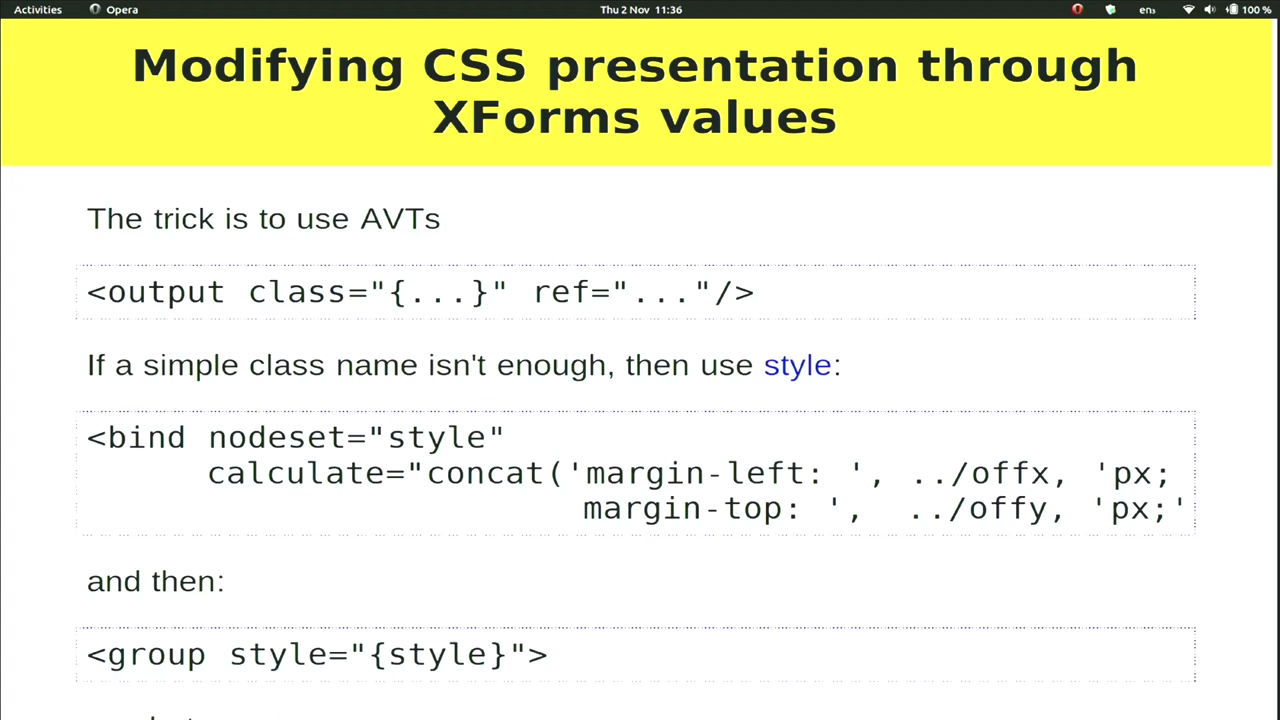 Activities Opera Thu 2 Nov 11:36 en₃ 100 %
Modifying CSS presentation through
XForms values
The trick is to use AVTs
<output class="{...}" ref="..."/>
If a simple class name isn't enough, then use style:
<bind nodeset="style"
calculate="concat('margin-left: ', ../offx, 'px;
margin-top: ', ../offy, 'px;'
and then:
<group style="{style}">